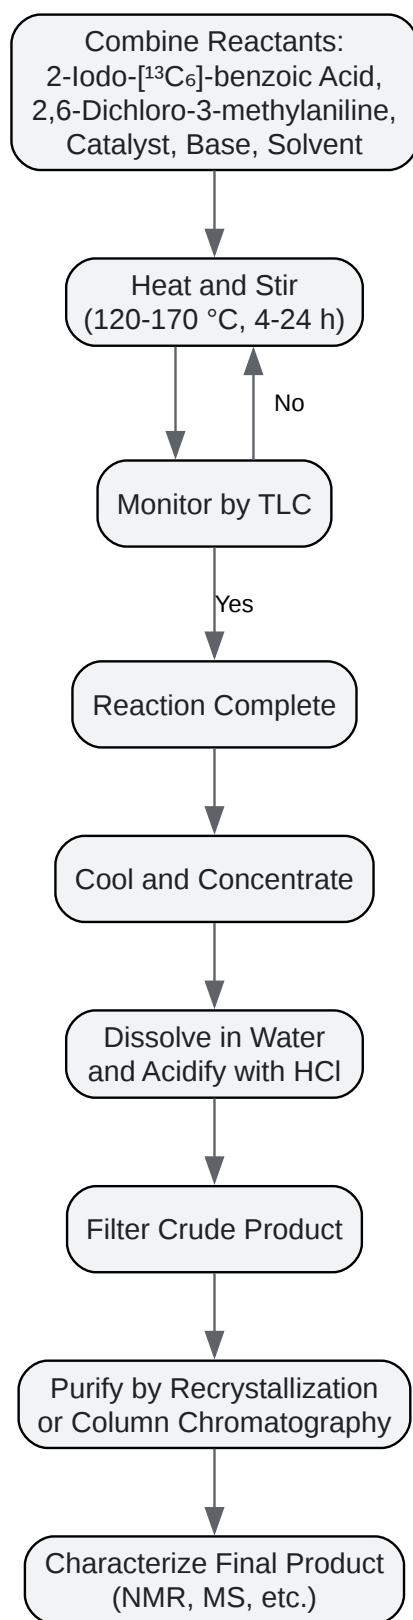 Combine Reactants:
2-Iodo-[¹³C₆]-benzoic Acid,
2,6-Dichloro-3-methylaniline,
Catalyst, Base, Solvent
Heat and Stir
(120-170 °C, 4-24 h)
No
Monitor by TLC
Yes
Reaction Complete
Cool and Concentrate
Dissolve in Water
and Acidify with HCl
Filter Crude Product
Purify by Recrystallization
or Column Chromatography
Characterize Final Product
(NMR, MS, etc.)